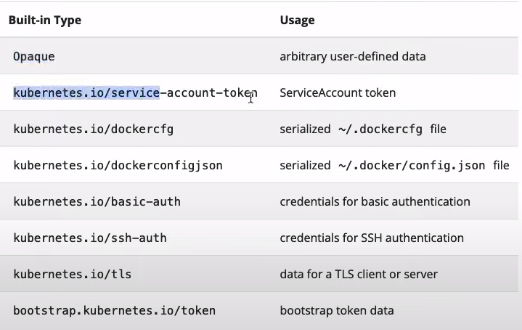 Built-in Type Usage
Opaque arbitrary user-defined data
kubernetes.io/service-account-token ServiceAccount token
kubernetes.io/dockercfg serialized ~/.dockercfg file
kubernetes.io/dockerconfigjson serialized ~/.docker/config.json file
kubernetes.io/basic-auth credentials for basic authentication
kubernetes.io/ssh-auth credentials for SSH authentication
kubernetes.io/tls data for a TLS client or server
bootstrap.kubernetes.io/token bootstrap token data